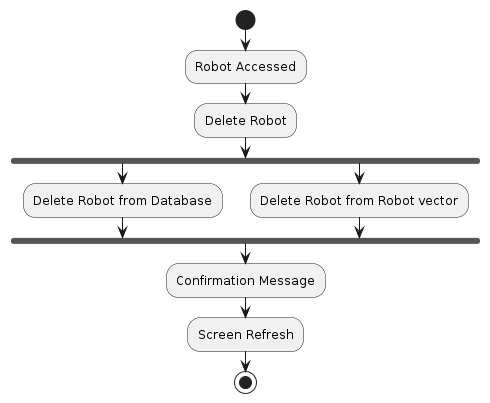 Robot Accessed
Delete Robot
Delete Robot from Database
Delete Robot from Robot vector
Confirmation Message
Screen Refresh